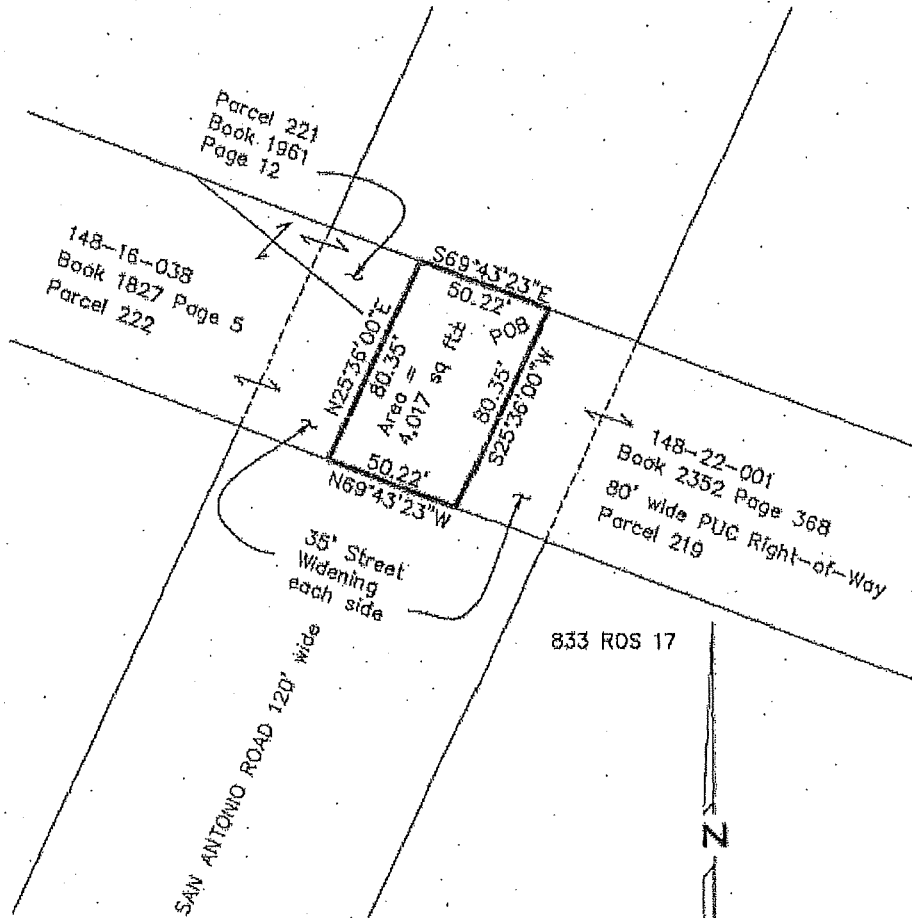 Parcel 221
Book 1961
Page 12
148-16-038
Book 1827 Page 5
Parcel 222
S69°43'23"E
50.22'
POB
N25°36'00"E
80.35'
Area =
4,017 sq ft±
80.35'
S25°36'00"W
50.22'
N69°43'23"W
148-22-001
Book 2352 Page 368
80' wide PUC Right-of-Way
Parcel 219
35' Street
Widening
each side
833 ROS 17
SAN ANTONIO ROAD 120' wide
N